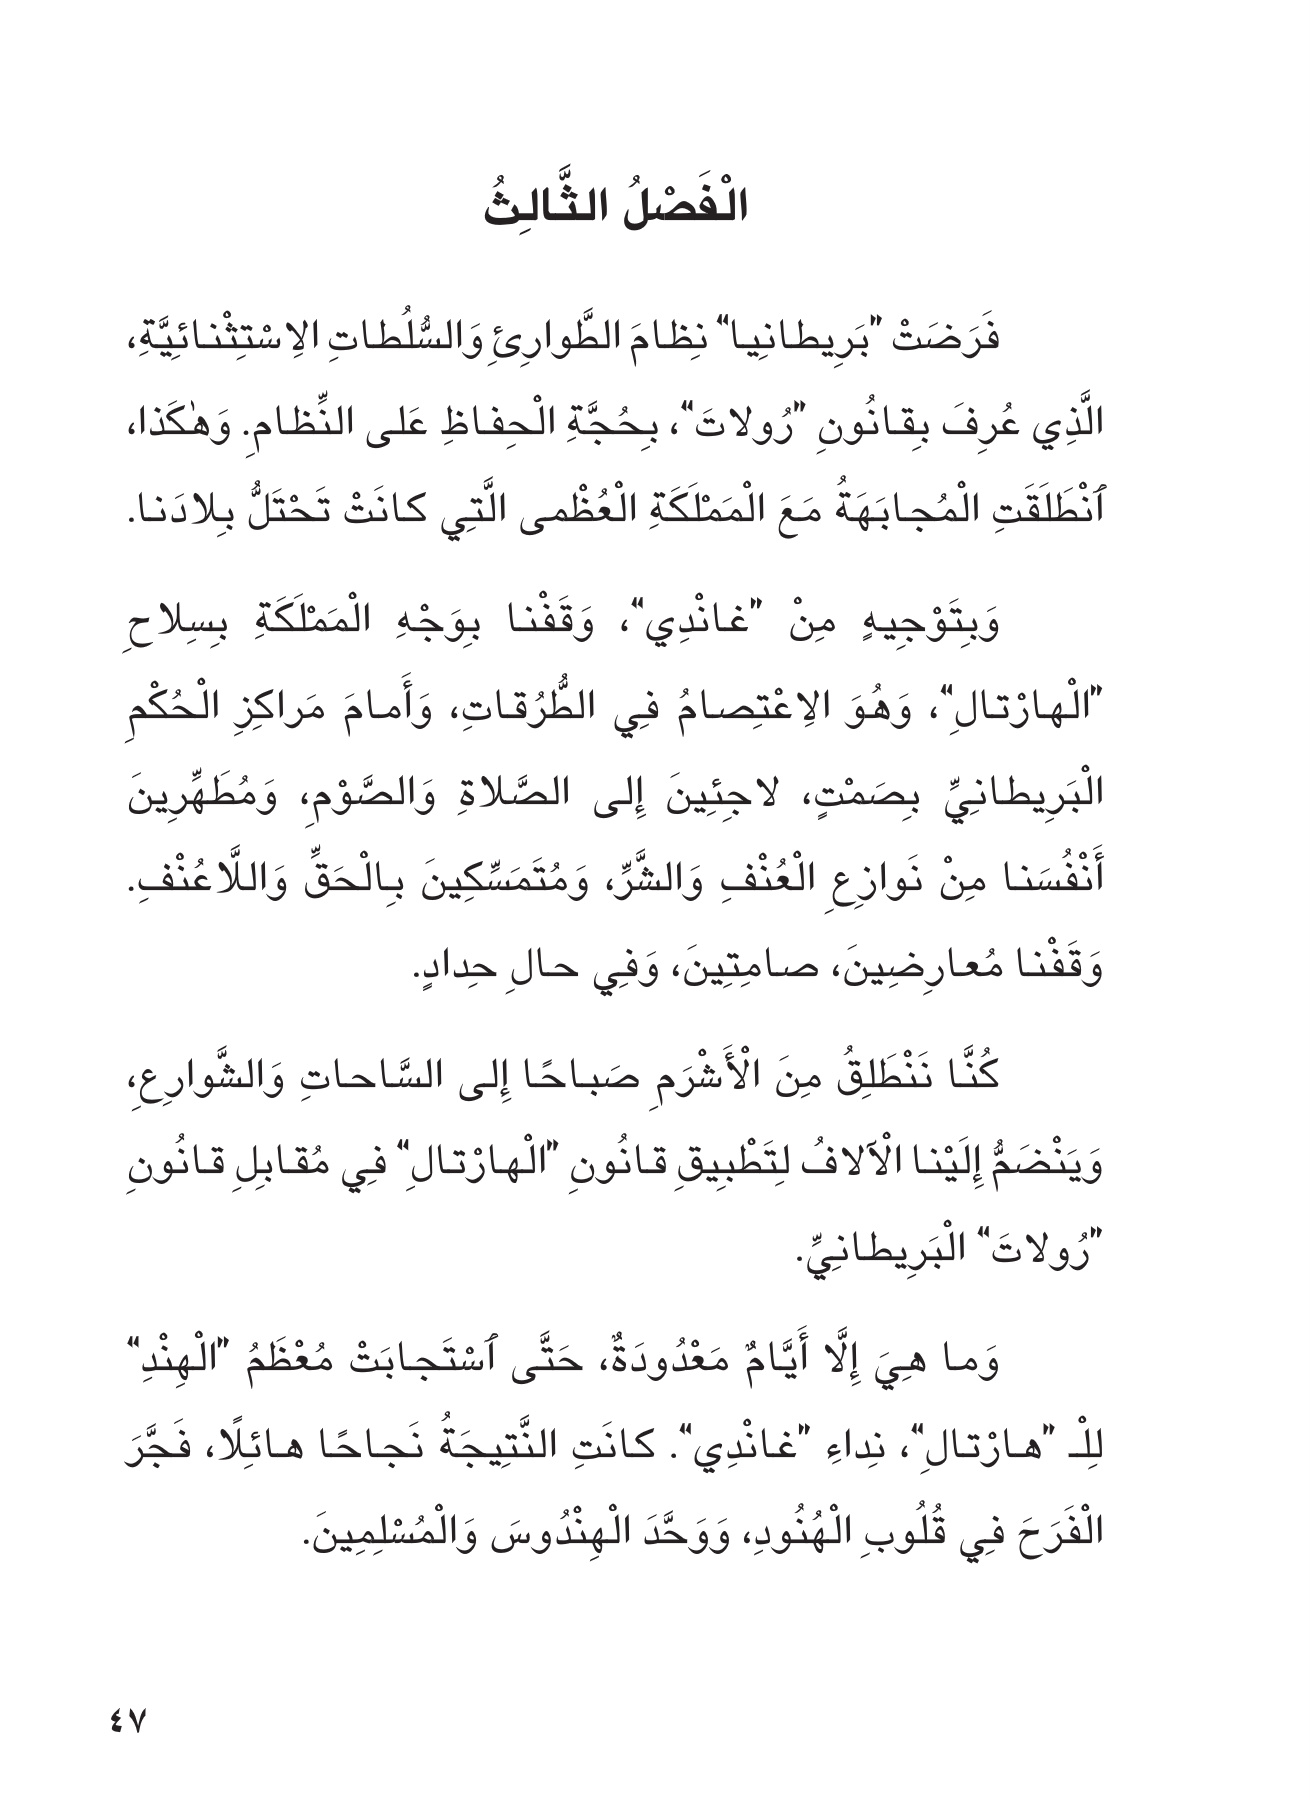 الْفَصْلُ الثَّالِثُ
فَرَضَتْ "بَرِيطانِيا" نِظامَ الطَّوارِئِ وَالسُّلُطاتِ الاِسْتِثْنائِيَّةِ،
الَّذِي عُرِفَ بِقانُونِ "رُولاتَ"، بِحُجَّةِ الْحِفاظِ عَلى النِّظامِ. وَهٰكَذا،
ٱنْطَلَقَتِ الْمُجابَهَةُ مَعَ الْمَمْلَكَةِ الْعُظْمى الَّتِي كانَتْ تَحْتَلُّ بِلادَنا.
وَبِتَوْجِيهٍ مِنْ "غانْدِي"، وَقَفْنا بِوَجْهِ الْمَمْلَكَةِ بِسِلاحِ
"الْهارْتالِ"، وَهُوَ الاِعْتِصامُ فِي الطُّرُقاتِ، وَأَمامَ مَراكِزِ الْحُكْمِ
الْبَرِيطانِيِّ بِصَمْتٍ، لاجِئِينَ إِلى الصَّلاةِ وَالصَّوْمِ، وَمُطَهِّرِينَ
أَنْفُسَنا مِنْ نَوازِعِ الْعُنْفِ وَالشَّرِّ، وَمُتَمَسِّكِينَ بِالْحَقِّ وَاللَّاعُنْفِ.
وَقَفْنا مُعارِضِينَ، صامِتِينَ، وَفِي حالِ حِدادٍ.
كُنَّا نَنْطَلِقُ مِنَ الْأَشْرَمِ صَباحًا إِلى السَّاحاتِ وَالشَّوارِعِ،
وَيَنْضَمُّ إِلَيْنا الْآلافُ لِتَطْبِيقِ قانُونِ "الْهارْتالِ" فِي مُقابِلِ قانُونِ
"رُولاتَ" الْبَرِيطانِيِّ.
وَما هِيَ إِلَّا أَيَّامٌ مَعْدُودَةٌ، حَتَّى ٱسْتَجابَتْ مُعْظَمُ "الْهِنْدِ"
لِلْـ "هارْتالِ"، نِداءِ "غانْدِي". كانَتِ النَّتِيجَةُ نَجاحًا هائِلًا، فَجَّرَ
الْفَرَحَ فِي قُلُوبِ الْهُنُودِ، وَوَحَّدَ الْهِنْدُوسَ وَالْمُسْلِمِينَ.
٤٧